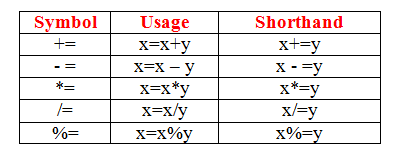 Symbol Usage Shorthand
+= x=x+y x+=y
- = x=x – y x - =y
*= x=x*y x*=y
/= x=x/y x/=y
%= x=x%y x%=y